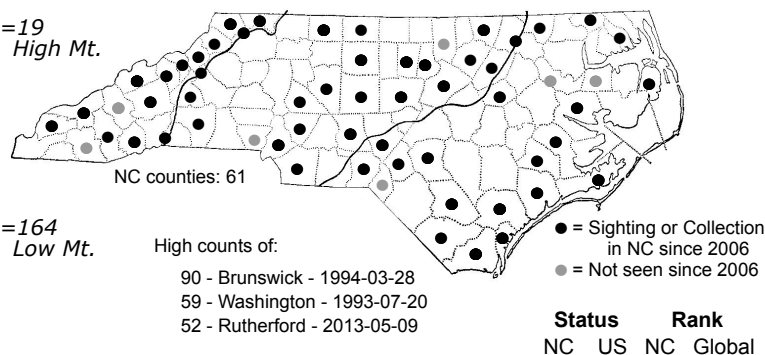 =19
High Mt.
NC counties: 61
=164
Low Mt.
High counts of:
90 - Brunswick - 1994-03-28
59 - Washington - 1993-07-20
52 - Rutherford - 2013-05-09
● = Sighting or Collection
in NC since 2006
● = Not seen since 2006
Status Rank
NC US NC Global